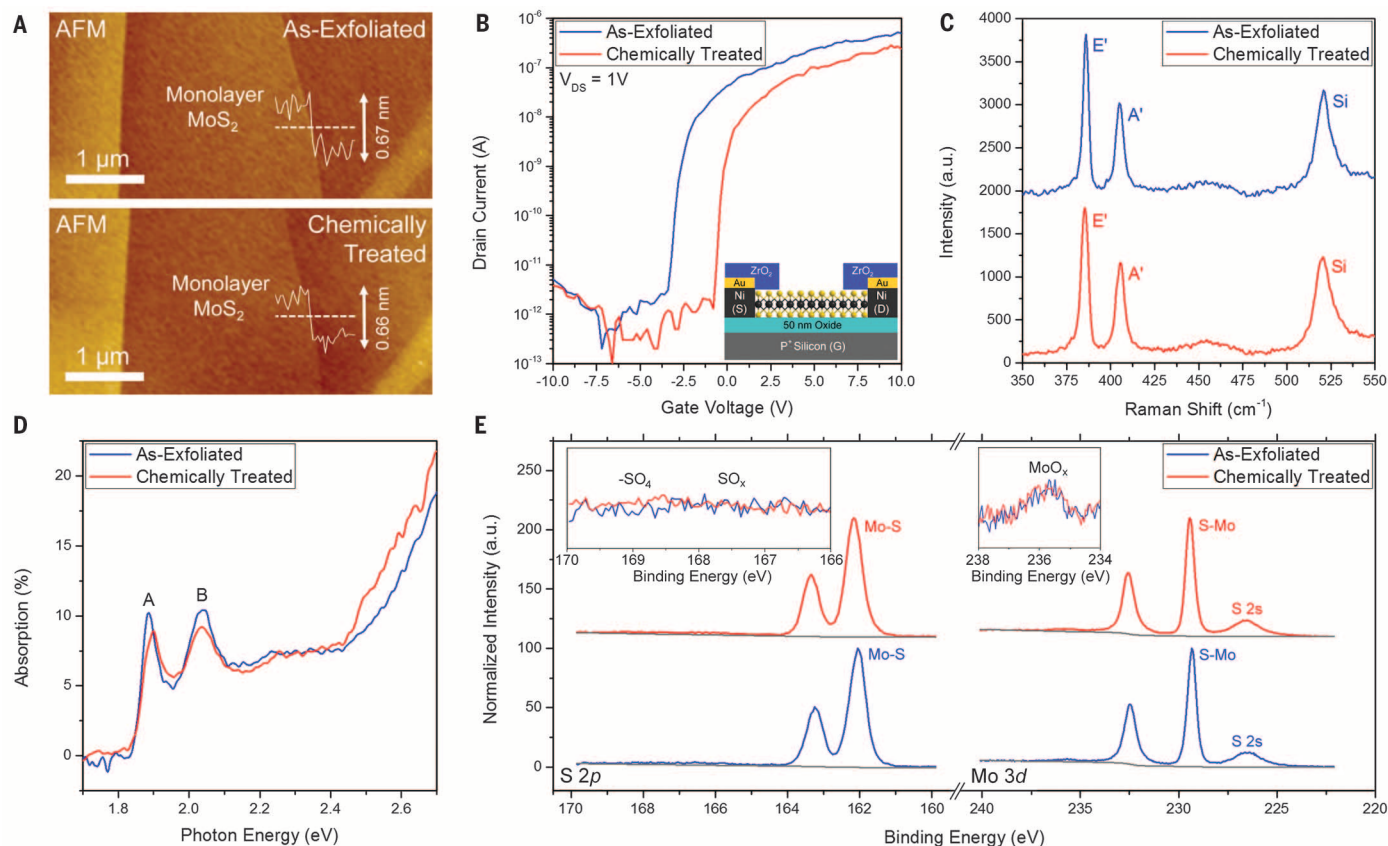 A
AFM
As-Exfoliated
Monolayer
MoS₂
0.67 nm
1 µm
AFM
Chemically
Treated
Monolayer
MoS₂
0.66 nm
1 µm
B
As-Exfoliated
Chemically Treated
V_DS = 1V
10⁻⁶
10⁻⁷
10⁻⁸
10⁻⁹
10⁻¹⁰
10⁻¹¹
10⁻¹²
10⁻¹³
Drain Current (A)
ZrO₂
ZrO₂
Au
Au
Ni
(S)
Ni
(D)
50 nm Oxide
P⁺ Silicon (G)
-10.0 -7.5 -5.0 -2.5 0.0 2.5 5.0 7.5 10.0
Gate Voltage (V)
C
As-Exfoliated
Chemically Treated
4000
3500
3000
2500
2000
1500
1000
500
0
Intensity (a.u.)
E'
A'
Si
E'
A'
Si
350 375 400 425 450 475 500 525 550
Raman Shift (cm⁻¹)
D
As-Exfoliated
Chemically Treated
20
15
10
5
0
Absorption (%)
A
B
1.8 2.0 2.2 2.4 2.6
Photon Energy (eV)
E
250
200
150
100
50
0
Normalized Intensity (a.u.)
-SO₄
SOₓ
170 169 168 167 166
Binding Energy (eV)
MoOₓ
238 236 234
Binding Energy (eV)
As-Exfoliated
Chemically Treated
Mo-S
S-Mo
S 2s
Mo-S
S-Mo
S 2s
S 2p
Mo 3d
170 168 166 164 162 160 240 235 230 225 220
Binding Energy (eV)